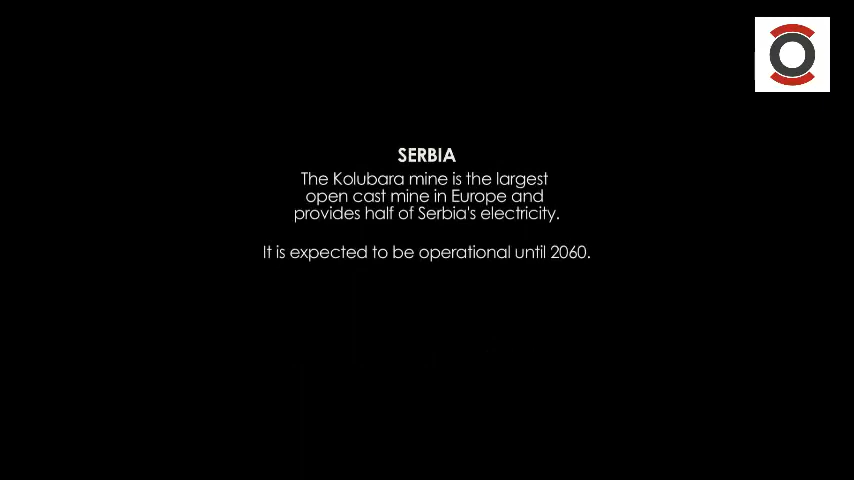 SERBIA
The Kolubara mine is the largest
open cast mine in Europe and
provides half of Serbia's electricity.
It is expected to be operational until 2060.